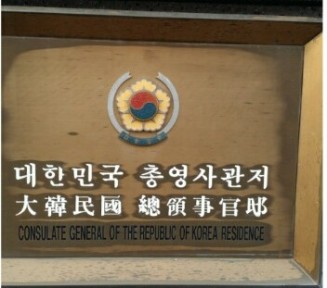 대한민국 총영사관저
大韓民國 總領事官邸
CONSULATE GENERAL OF THE REPUBLIC OF KOREA RESIDENCE